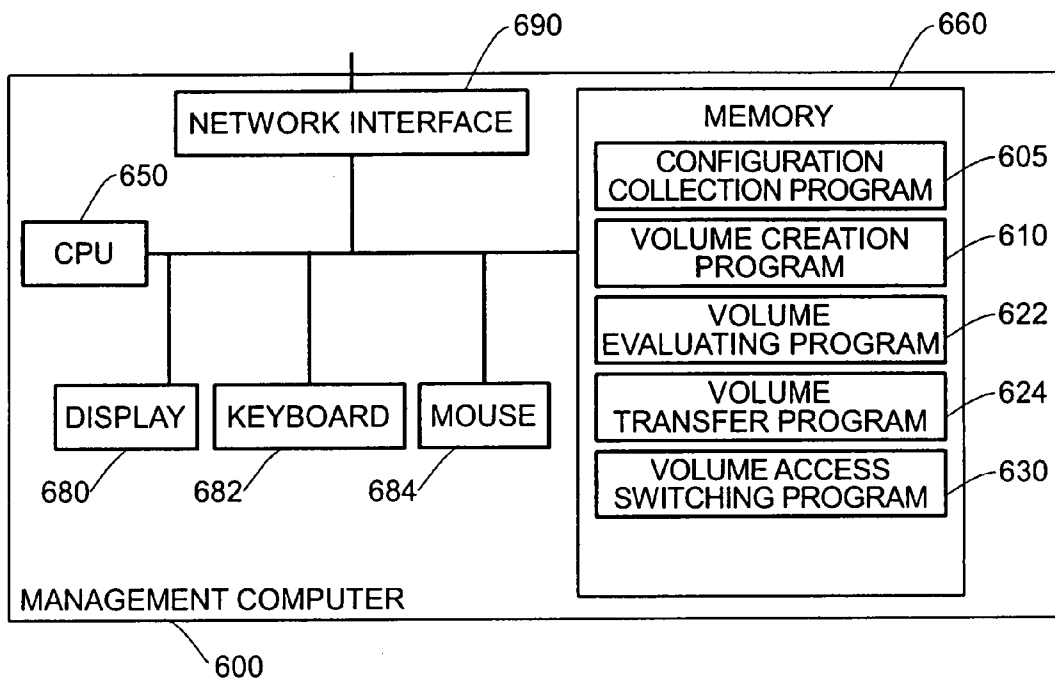 690
660
NETWORK INTERFACE
MEMORY
CONFIGURATION
COLLECTION PROGRAM
605
650
CPU
VOLUME CREATION
PROGRAM
610
VOLUME
EVALUATING PROGRAM
622
DISPLAY
KEYBOARD
MOUSE
VOLUME
TRANSFER PROGRAM
624
680
682
684
VOLUME ACCESS
SWITCHING PROGRAM
630
MANAGEMENT COMPUTER
600